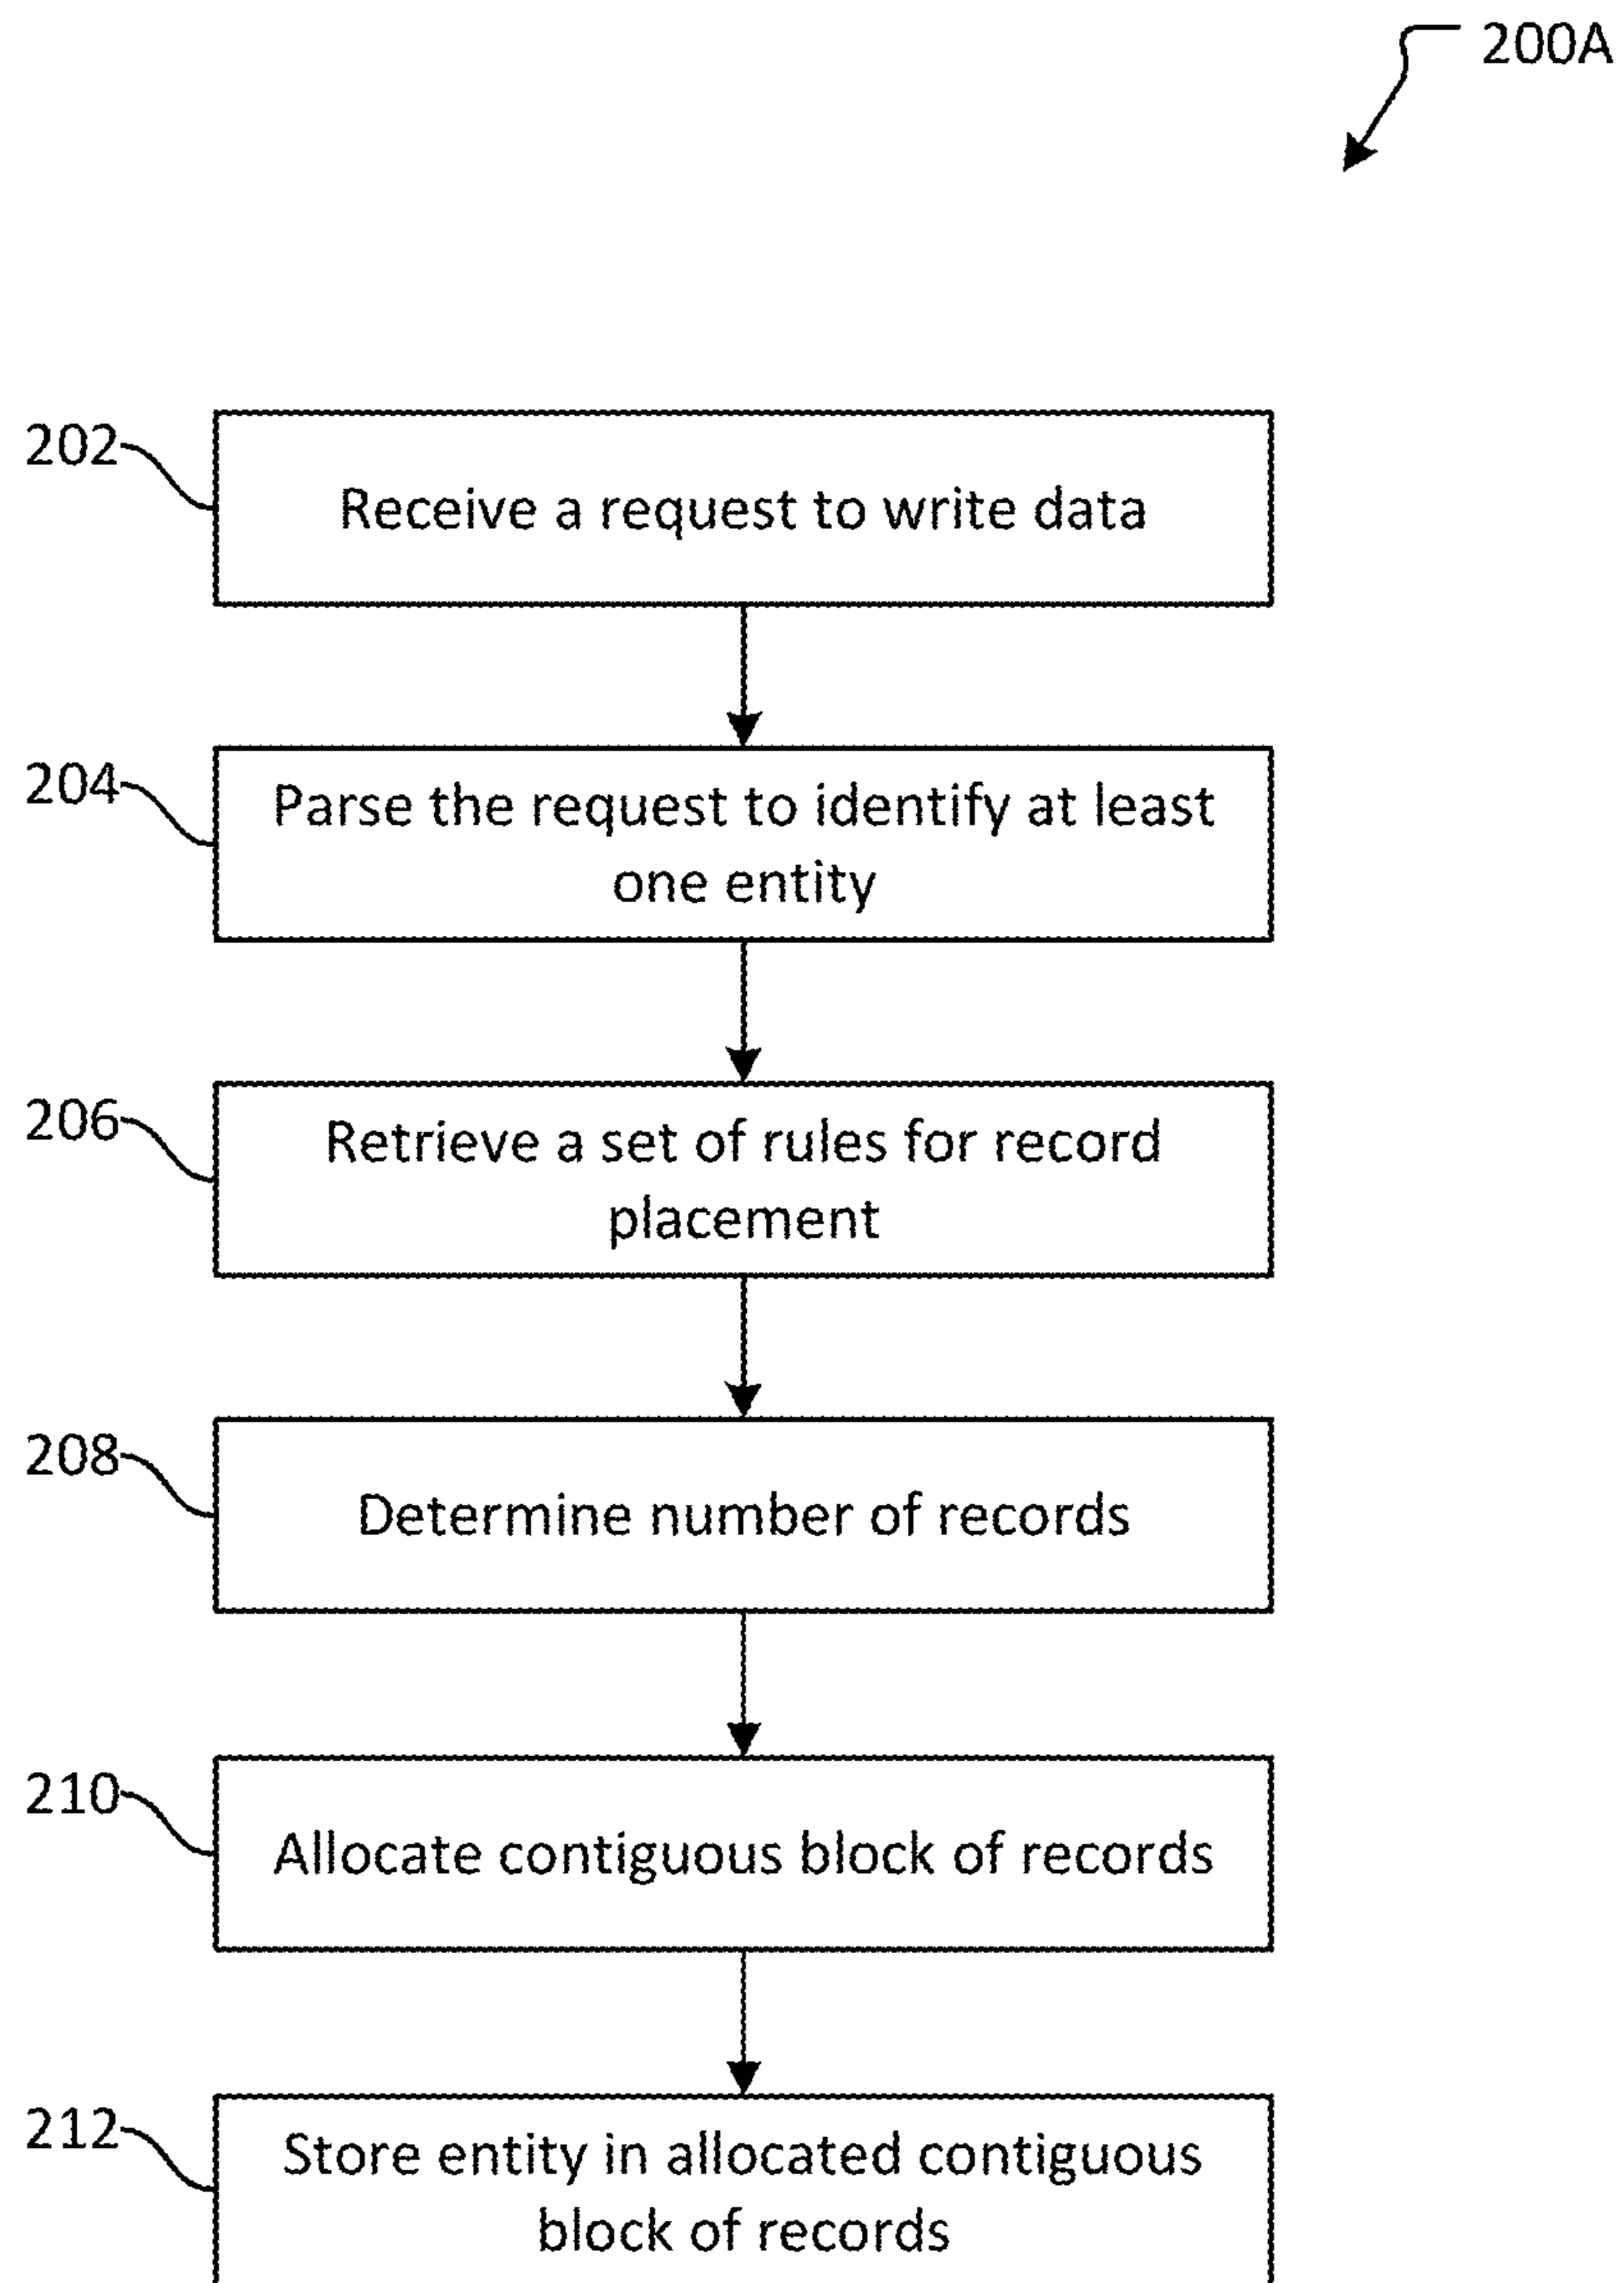 200A
202
Receive a request to write data
204
Parse the request to identify at least
one entity
206
Retrieve a set of rules for record
placement
208
Determine number of records
210
Allocate contiguous block of records
212
Store entity in allocated contiguous
block of records